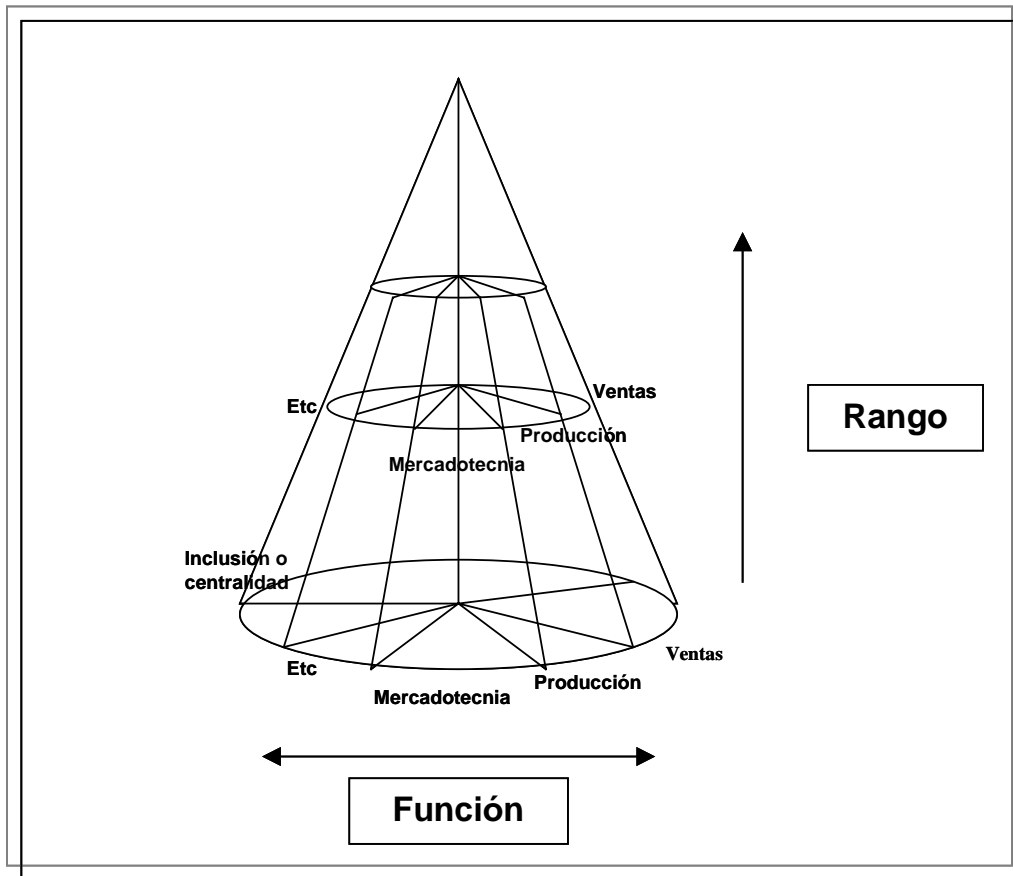 Etc
Ventas
Producción
Mercadotecnia
Rango
Inclusión o
centralidad
Etc
Mercadotecnia
Producción
Ventas
Función